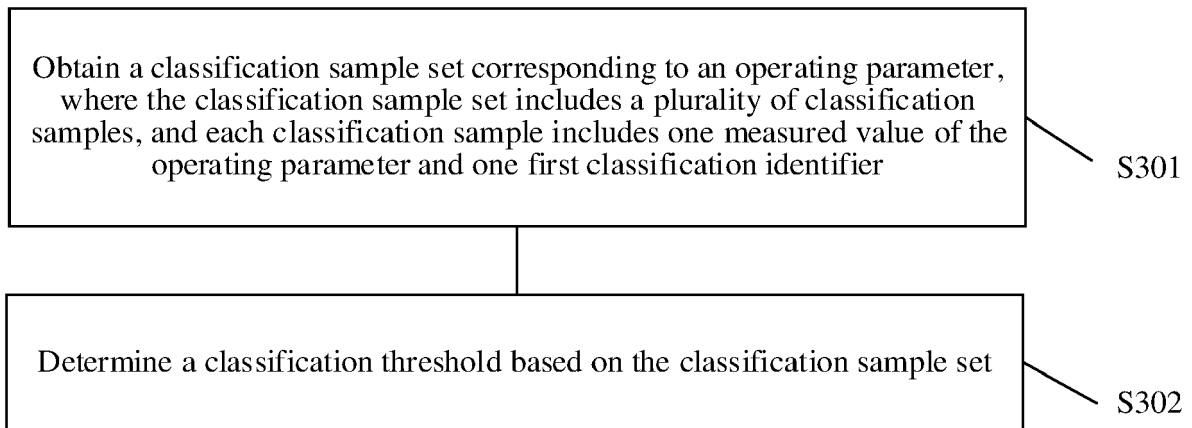 Obtain a classification sample set corresponding to an operating parameter,
where the classification sample set includes a plurality of classification
samples, and each classification sample includes one measured value of the
operating parameter and one first classification identifier
S301
Determine a classification threshold based on the classification sample set
S302